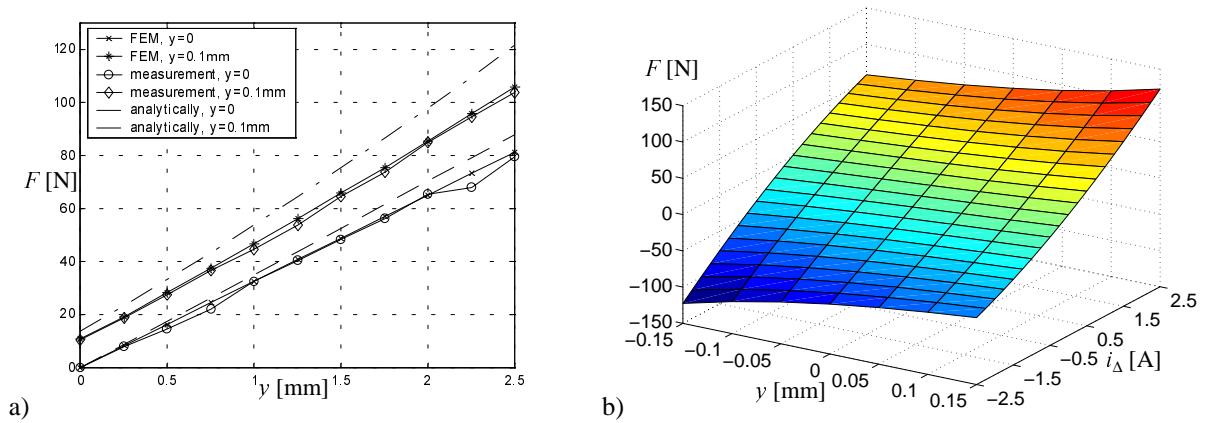 FEM, y=0
FEM, y=0.1mm
measurement, y=0
measurement, y=0.1mm
analytically, y=0
analytically, y=0.1mm
120
100
80
60
40
20
0
F [N]
0 0.5 1 1.5 2 2.5
y [mm]
a)
F [N]
150
100
50
0
−50
−100
−150
−0.15 −0.1 −0.05 0 0.05 0.1 0.15
y [mm]
−2.5 −1.5 −0.5 0.5 1.5 2.5
iΔ [A]
b)